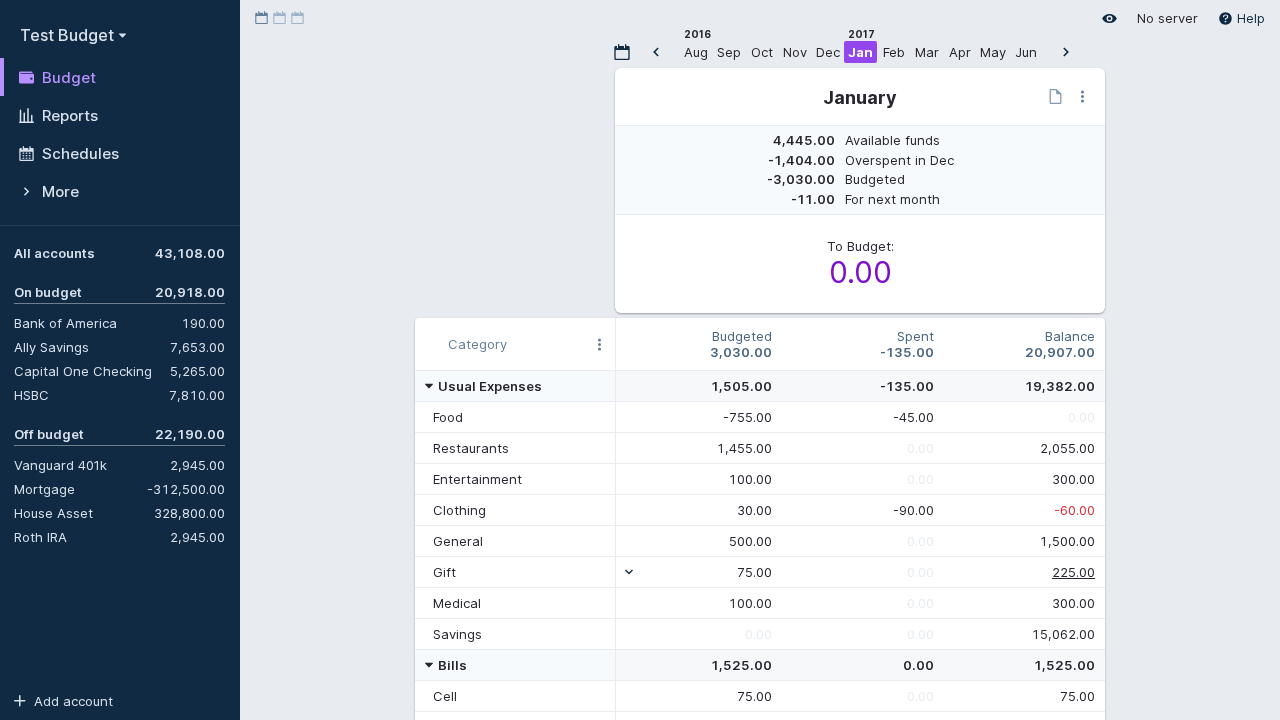 Test Budget
Budget
Reports
Schedules
More
All accounts 43,108.00
On budget 20,918.00
Bank of America 190.00
Ally Savings 7,653.00
Capital One Checking 5,265.00
HSBC 7,810.00
Off budget 22,190.00
Vanguard 401k 2,945.00
Mortgage -312,500.00
House Asset 328,800.00
Roth IRA 2,945.00
Add account
No server Help
2016 2017
Aug Sep Oct Nov Dec Jan Feb Mar Apr May Jun
January
4,445.00 Available funds
-1,404.00 Overspent in Dec
-3,030.00 Budgeted
-11.00 For next month
To Budget:
0.00
Category Budgeted Spent Balance
3,030.00 -135.00 20,907.00
Usual Expenses 1,505.00 -135.00 19,382.00
Food -755.00 -45.00 0.00
Restaurants 1,455.00 0.00 2,055.00
Entertainment 100.00 0.00 300.00
Clothing 30.00 -90.00 -60.00
General 500.00 0.00 1,500.00
Gift 75.00 0.00 225.00
Medical 100.00 0.00 300.00
Savings 0.00 0.00 15,062.00
Bills 1,525.00 0.00 1,525.00
Cell 75.00 0.00 75.00